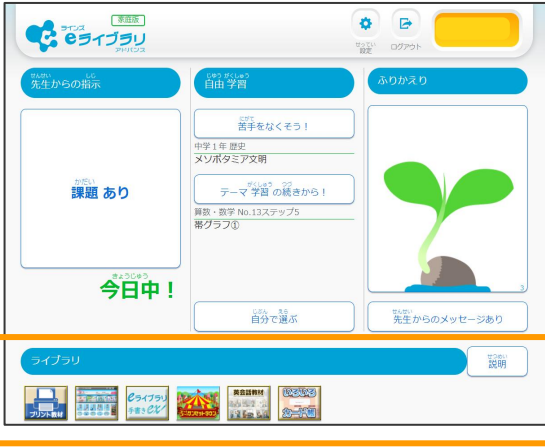 家庭版
ラインズ
eライブラリ
アドバンス
せってい
設定
ログアウト
せんせい しじ
先生からの指示
じゆう がくしゅう
自由 学習
ふりかえり
かだい
課題 あり
きょうじゅう
今日中！
にがて
苦手をなくそう！
中学1年 歴史
メソポタミア文明
がくしゅう つづ
テーマ 学習 の続きから！
算数・数学 No.13ステップ5
帯グラフ①
じぶん えら
自分で選ぶ
3
せんせい
先生からのメッセージあり
ライブラリ
せつめい
説明
プリント教材
eライブラリ
手書きex
英会話教材